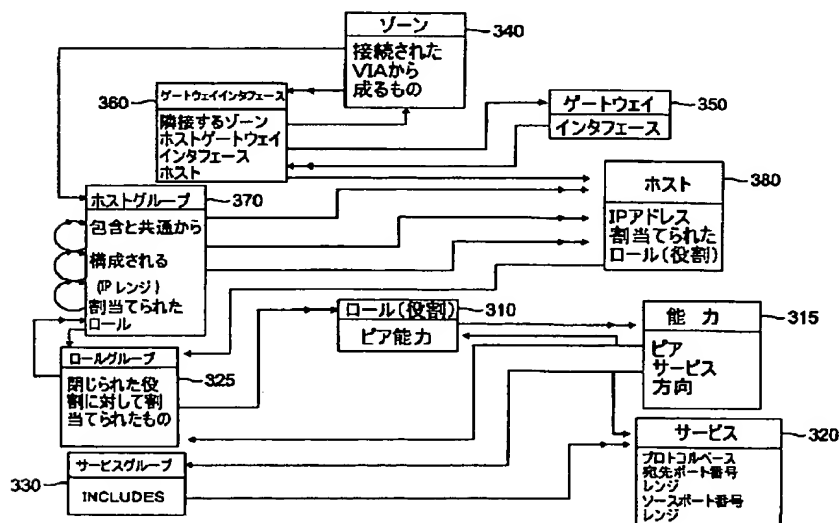 ゾーン
340
接続された
VIAから
成るもの
360
ゲートウェイインタフェース
隣接するゾーン
ホストゲートウェイ
インタフェース
ホスト
ゲートウェイ
350
インタフェース
ホストグループ
370
包含と共通から
構成される
(IPレンジ)
割当てられた
ロール
ホスト
380
IPアドレス
割当てられた
ロール(役割)
ロール(役割)
310
ピア能力
能 力
315
ピア
サービス
方向
ロールグループ
325
閉じられた役
割に対して割
当てられたもの
サービス
320
プロトコルベース
宛先ポート番号
レンジ
ソースポート番号
レンジ
サービスグループ
330
INCLUDES